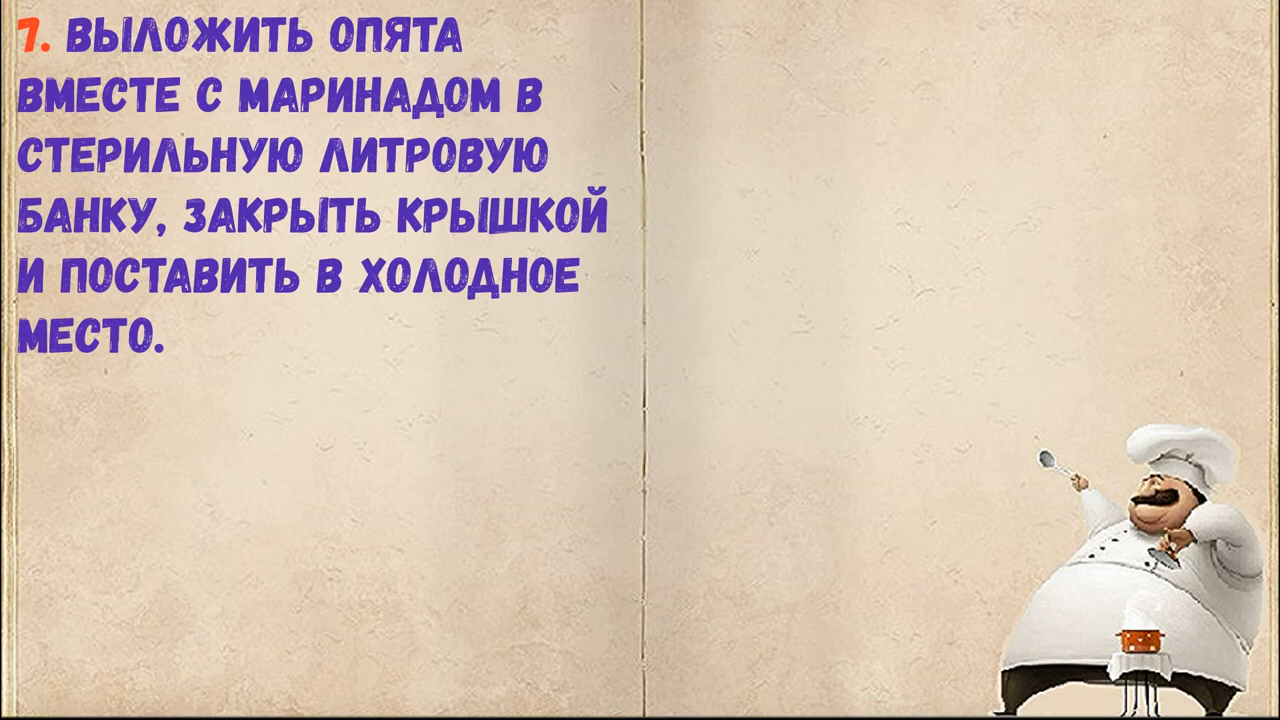 7. ВЫЛОЖИТЬ ОПЯТА
ВМЕСТЕ С МАРИНАДОМ В
СТЕРИЛЬНУЮ ЛИТРОВУЮ
БАНКУ, ЗАКРЫТЬ КРЫШКОЙ
И ПОСТАВИТЬ В ХОЛОДНОЕ
МЕСТО.